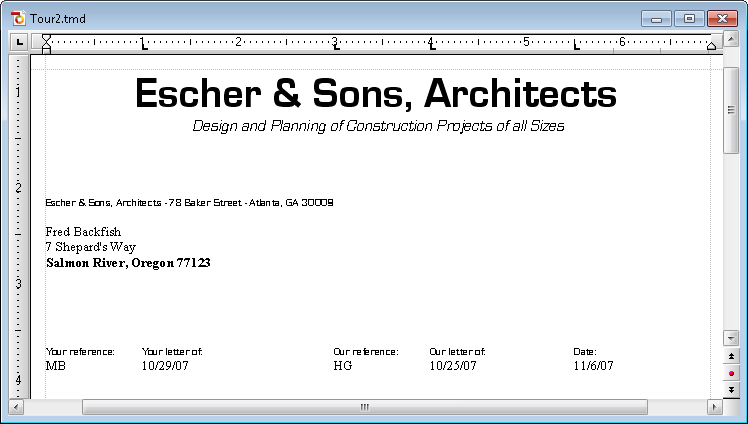 Tour2.tmd
1 2 3 4 5 6
Escher & Sons, Architects
Design and Planning of Construction Projects of all Sizes
Escher & Sons, Architects - 78 Baker Street - Atlanta, GA 30009
Fred Backfish
7 Shepard's Way
Salmon River, Oregon 77123
Your reference: Your letter of: Our reference: Our letter of: Date:
MB 10/29/07 HG 10/25/07 11/6/07
1
2
3
4